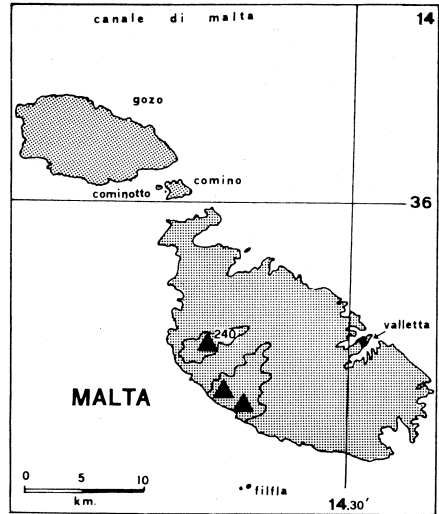 canale di malta
14
gozo
comino
cominotto
36
240
valletta
MALTA
0 5 10
km.
filfla
14.30'